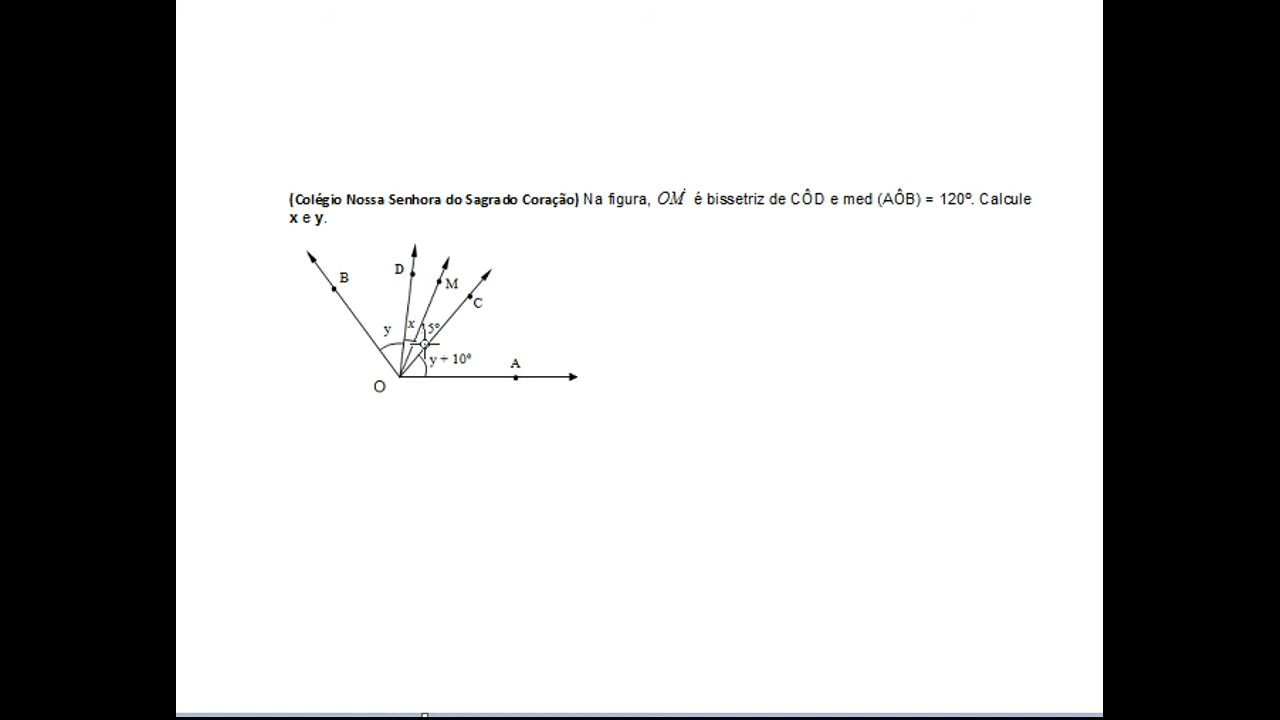 (Colégio Nossa Senhora do Sagrado Coração) Na figura, OM é bissetriz de CÔD e med (AÔB) = 120º. Calcule
x e y.
B
D
M
C
y
x
5º
y + 10º
A
O